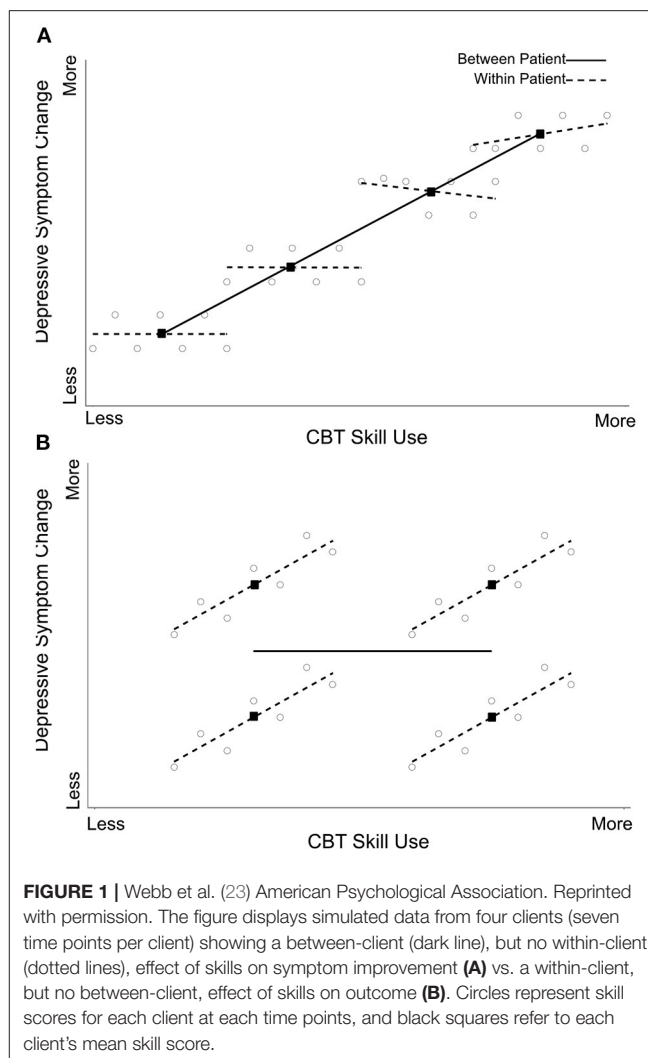 A
More
Between Patient
Within Patient
Depressive Symptom Change
Less
Less
More
CBT Skill Use
B
More
Depressive Symptom Change
Less
Less
More
CBT Skill Use
FIGURE 1 | Webb et al. (23) American Psychological Association. Reprinted
with permission. The figure displays simulated data from four clients (seven
time points per client) showing a between-client (dark line), but no within-client
(dotted lines), effect of skills on symptom improvement (A) vs. a within-client,
but no between-client, effect of skills on outcome (B). Circles represent skill
scores for each client at each time points, and black squares refer to each
client's mean skill score.